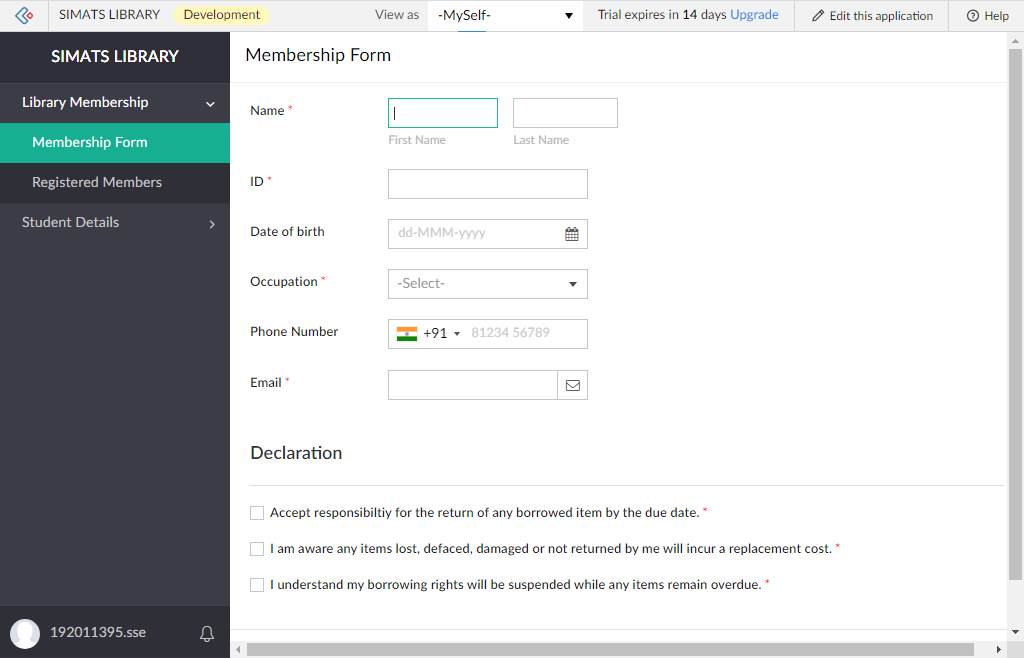 SIMATS LIBRARY Development View as -MySelf- Trial expires in 14 days Upgrade Edit this application Help
SIMATS LIBRARY
Library Membership
Membership Form
Registered Members
Student Details
192011395.sse
Membership Form
Name *
First Name Last Name
ID *
Date of birth dd-MMM-yyyy
Occupation * -Select-
Phone Number +91 81234 56789
Email *
Declaration
Accept responsibiltiy for the return of any borrowed item by the due date. *
I am aware any items lost, defaced, damaged or not returned by me will incur a replacement cost. *
I understand my borrowing rights will be suspended while any items remain overdue. *